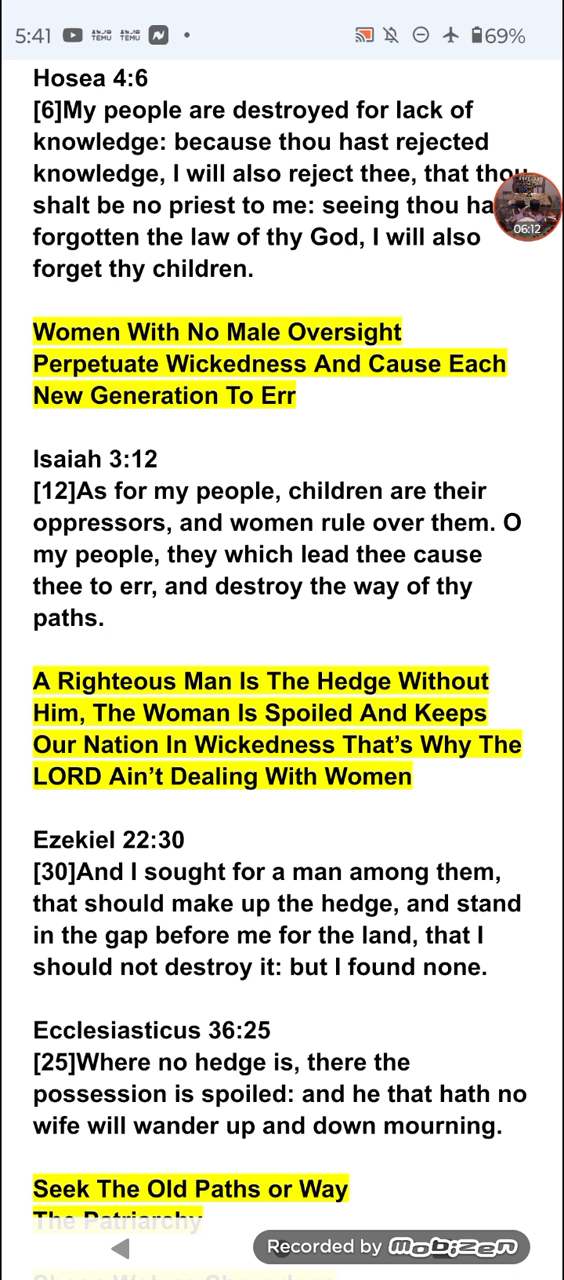 5:41
TEMU TEMU
69%
Hosea 4:6
[6]My people are destroyed for lack of
knowledge: because thou hast rejected
knowledge, I will also reject thee, that thou
shalt be no priest to me: seeing thou ha
forgotten the law of thy God, I will also
forget thy children.
06:12
Women With No Male Oversight
Perpetuate Wickedness And Cause Each
New Generation To Err
Isaiah 3:12
[12]As for my people, children are their
oppressors, and women rule over them. O
my people, they which lead thee cause
thee to err, and destroy the way of thy
paths.
A Righteous Man Is The Hedge Without
Him, The Woman Is Spoiled And Keeps
Our Nation In Wickedness That’s Why The
LORD Ain’t Dealing With Women
Ezekiel 22:30
[30]And I sought for a man among them,
that should make up the hedge, and stand
in the gap before me for the land, that I
should not destroy it: but I found none.
Ecclesiasticus 36:25
[25]Where no hedge is, there the
possession is spoiled: and he that hath no
wife will wander up and down mourning.
Seek The Old Paths or Way
The Patriarchy
Recorded by mobizen